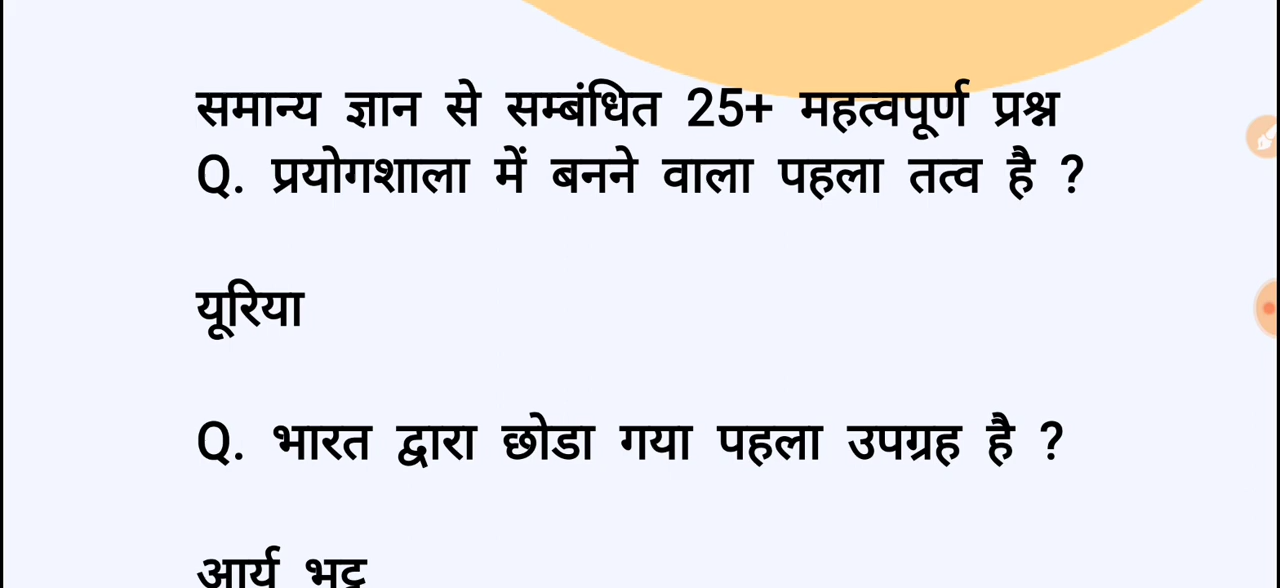 समान्य ज्ञान से सम्बंधित 25+ महत्वपूर्ण प्रश्न
Q. प्रयोगशाला में बनने वाला पहला तत्व है ?
यूरिया
Q. भारत द्वारा छोडा गया पहला उपग्रह है ?
आर्य भट्ट